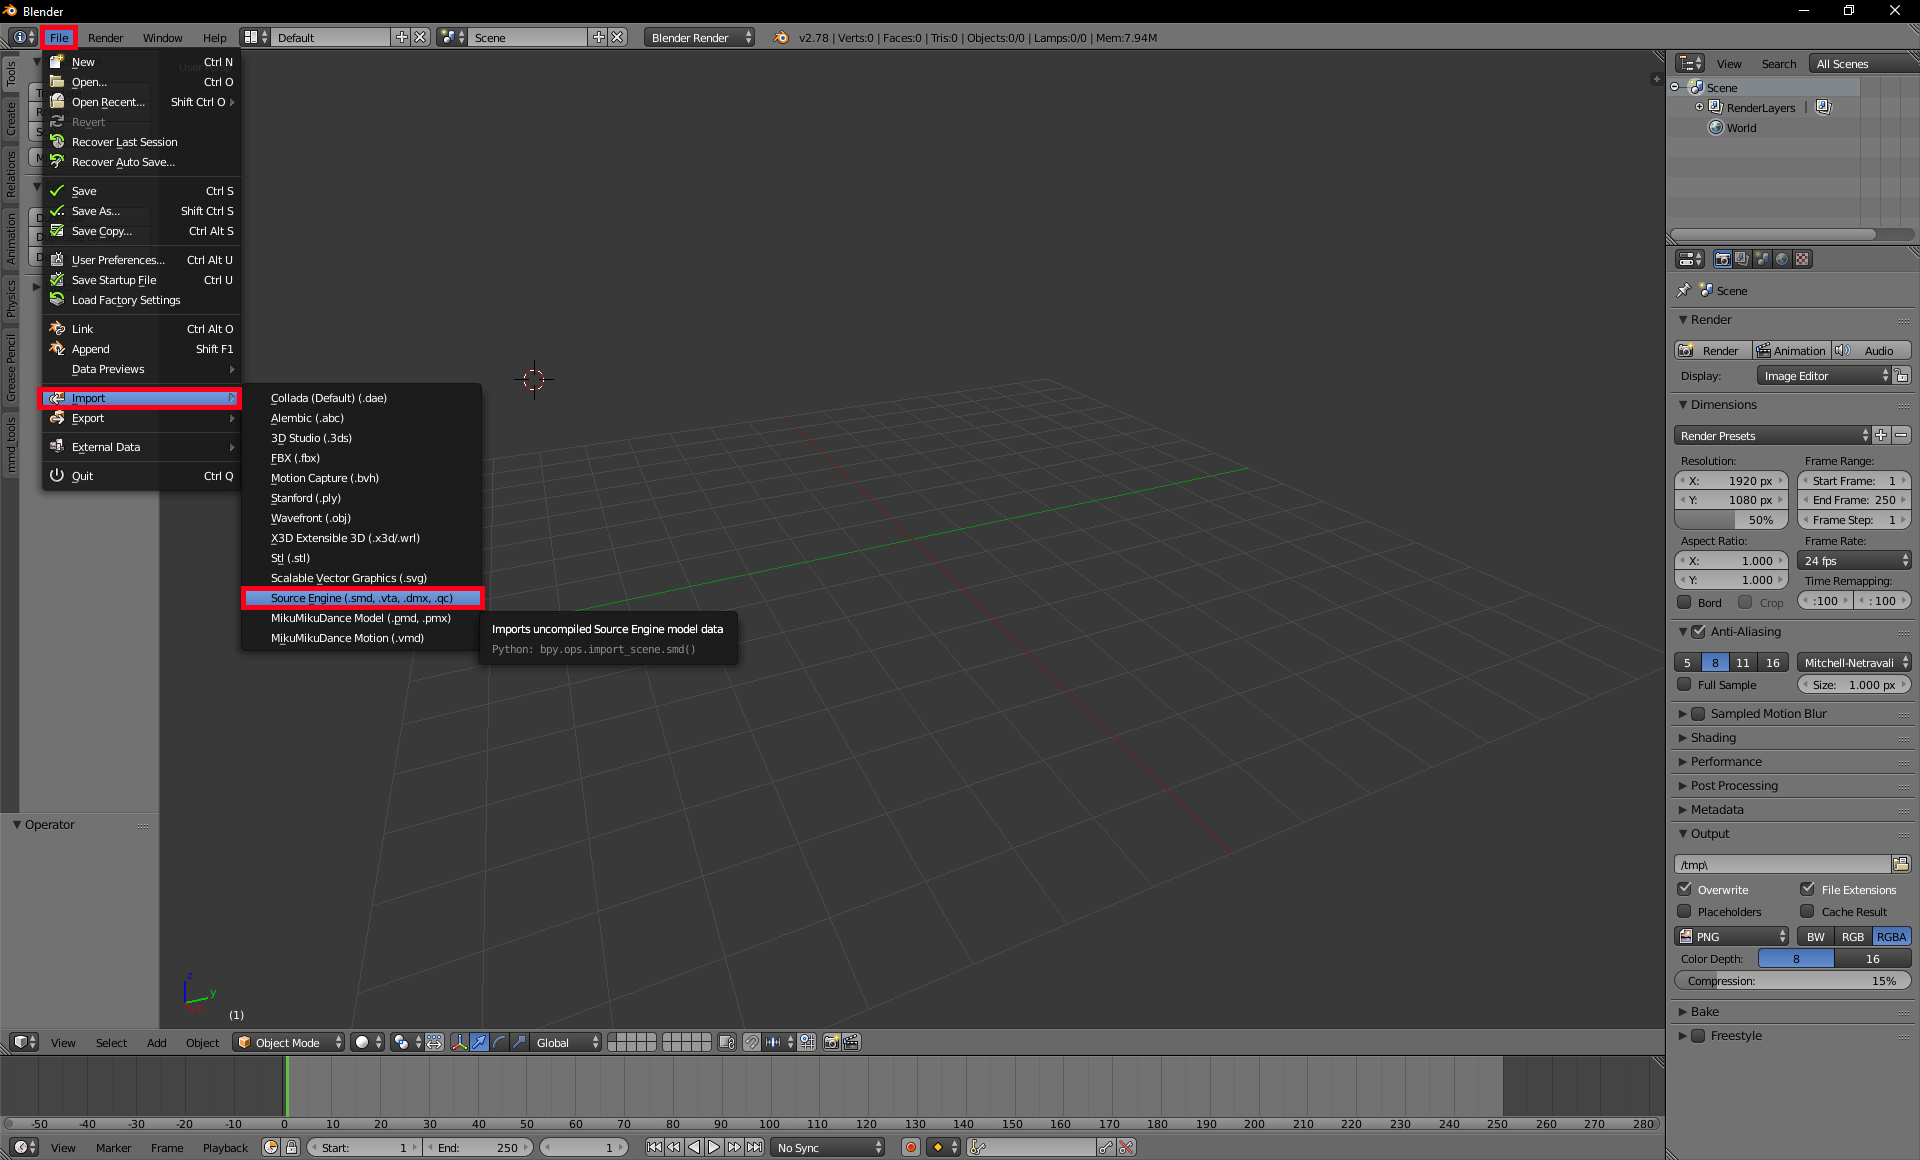 Blender
File Render Window Help Default Scene Blender Render v2.78 | Verts:0 | Faces:0 | Tris:0 | Objects:0/0 | Lamps:0/0 | Mem:7.94M
New Ctrl N
Open... Ctrl O
Open Recent... Shift Ctrl O
Revert
Recover Last Session
Recover Auto Save...
Save Ctrl S
Save As... Shift Ctrl S
Save Copy... Ctrl Alt S
User Preferences... Ctrl Alt U
Save Startup File Ctrl U
Load Factory Settings
Link Ctrl Alt O
Append Shift F1
Data Previews
Import
Export
External Data
Quit Ctrl Q
Collada (Default) (.dae)
Alembic (.abc)
3D Studio (.3ds)
FBX (.fbx)
Motion Capture (.bvh)
Stanford (.ply)
Wavefront (.obj)
X3D Extensible 3D (.x3d/.wrl)
Stl (.stl)
Scalable Vector Graphics (.svg)
Source Engine (.smd, .vta, .dmx, .qc)
MikuMikuDance Model (.pmd, .pmx)
MikuMikuDance Motion (.vmd)
Imports uncompiled Source Engine model data
Python: bpy.ops.import_scene.smd()
Tools
Create
Relations
Animation
Physics
Grease Pencil
mmd_tools
Operator
z
y
x
(1)
View Search All Scenes
Scene
RenderLayers |
World
Scene
Render
Render Animation Audio
Display: Image Editor
Dimensions
Render Presets
Resolution: Frame Range:
X: 1920 px Start Frame: 1
Y: 1080 px End Frame: 250
50% Frame Step: 1
Aspect Ratio: Frame Rate:
X: 1.000 24 fps
Y: 1.000 Time Remapping:
Bord Crop :100 : 100
Anti-Aliasing
5 8 11 16 Mitchell-Netravali
Full Sample Size: 1.000 px
Sampled Motion Blur
Shading
Performance
Post Processing
Metadata
Output
/tmp\
Overwrite File Extensions
Placeholders Cache Result
PNG BW RGB RGBA
Color Depth: 8 16
Compression: 15%
Bake
Freestyle
View Select Add Object Object Mode Global
-50 -40 -30 -20 -10 0 10 20 30 40 50 60 70 80 90 100 110 120 130 140 150 160 170 180 190 200 210 220 230 240 250 260 270 280
View Marker Frame Playback Start: 1 End: 250 1 No Sync